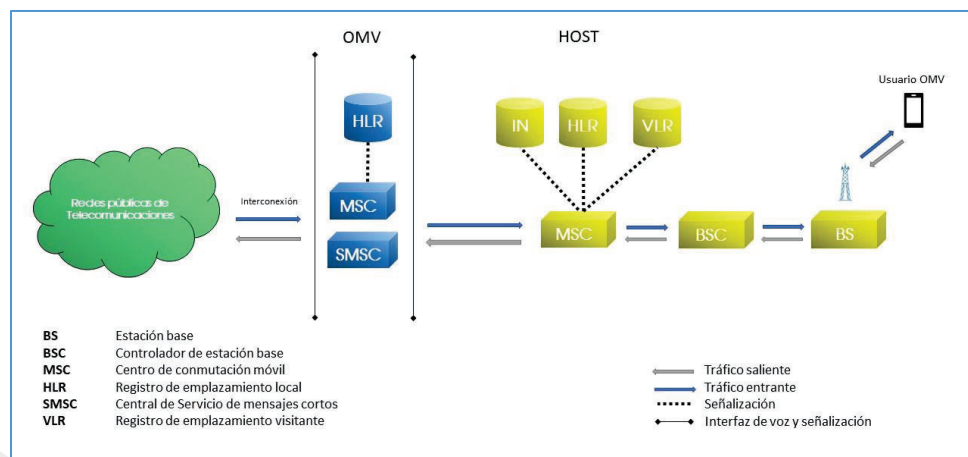 OMV
HOST
Usuario OMV
HLR
IN
HLR
VLR
Redes públicas de
Telecomunicaciones
Interconexión
MSC
SMSC
MSC
BSC
BS
BS Estación base
BSC Controlador de estación base
MSC Centro de conmutación móvil
HLR Registro de emplazamiento local
SMSC Central de Servicio de mensajes cortos
VLR Registro de emplazamiento visitante
Tráfico saliente
Tráfico entrante
Señalización
Interfaz de voz y señalización